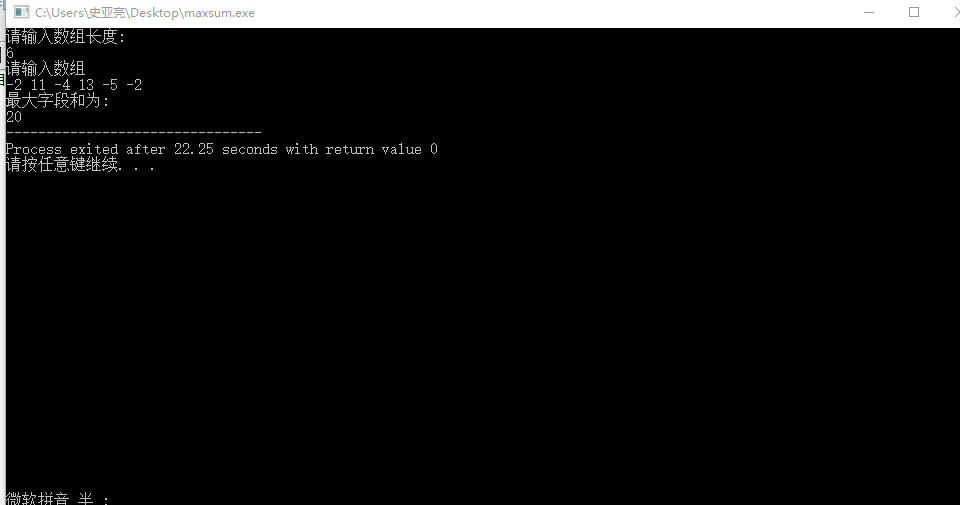 C:\Users\史亚亮\Desktop\maxsum.exe
请输入数组长度:
6
请输入数组
-2 11 -4 13 -5 -2
最大字段和为:
20
--------------------------------
Process exited after 22.25 seconds with return value 0
请按任意键继续. . .
微软拼音 半 :